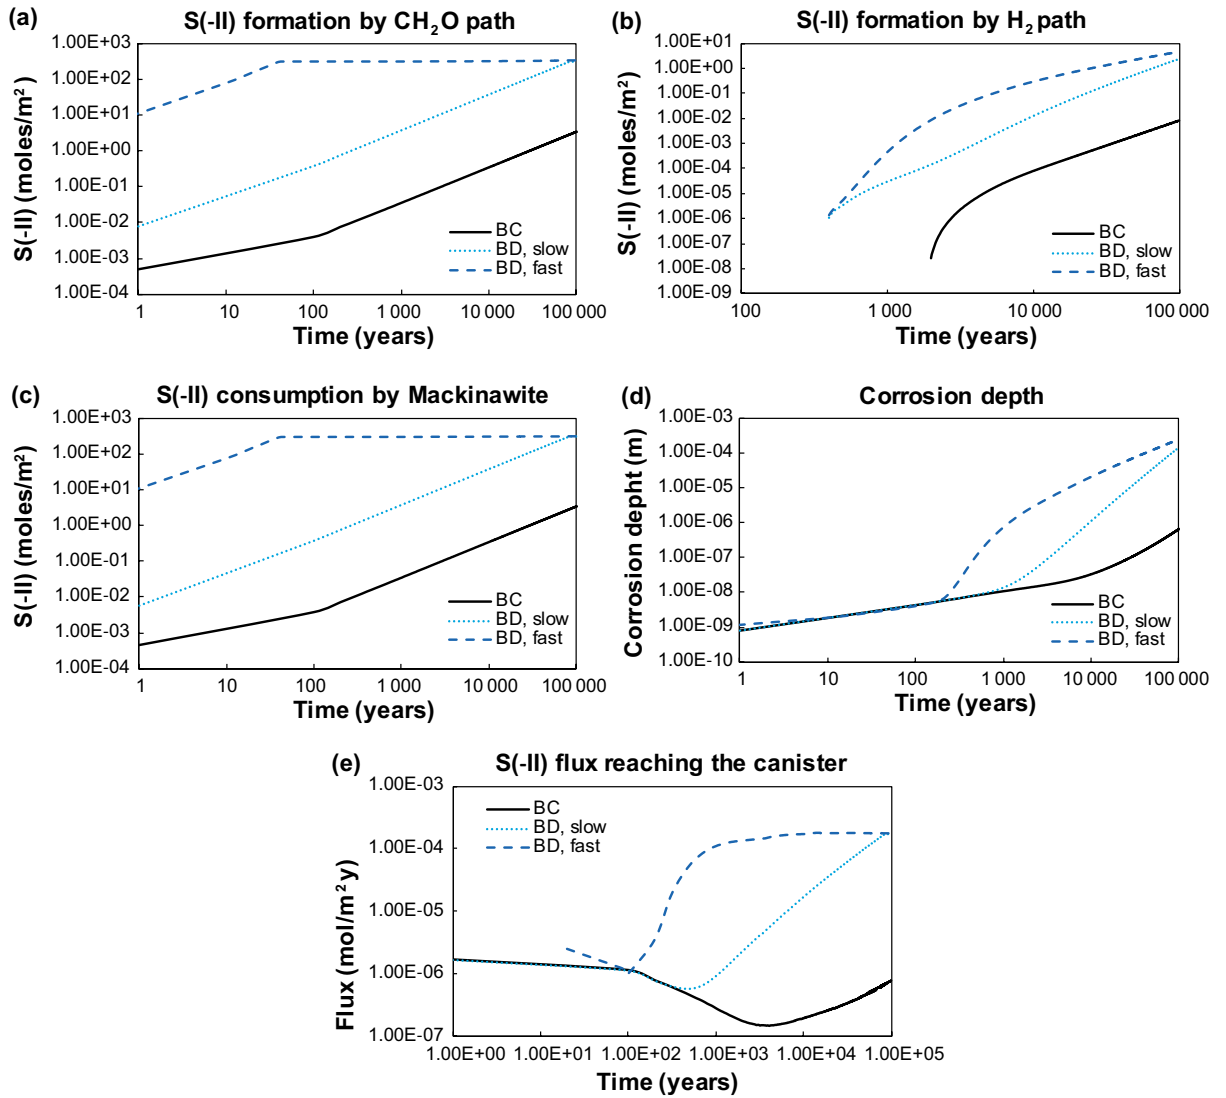 (a)
S(-II) formation by CH₂O path
1.00E+03
1.00E+02
1.00E+01
1.00E+00
1.00E-01
1.00E-02
1.00E-03
1.00E-04
S(-II) (moles/m²)
BC
BD, slow
BD, fast
1
10
100
1 000
10 000
100 000
Time (years)
(b)
S(-II) formation by H₂ path
1.00E+01
1.00E+00
1.00E-01
1.00E-02
1.00E-03
1.00E-04
1.00E-05
1.00E-06
1.00E-07
1.00E-08
1.00E-09
S(-II) (moles/m²)
BC
BD, slow
BD, fast
100
1 000
10 000
100 000
Time (years)
(c)
S(-II) consumption by Mackinawite
1.00E+03
1.00E+02
1.00E+01
1.00E+00
1.00E-01
1.00E-02
1.00E-03
1.00E-04
S(-II) (moles/m²)
BC
BD, slow
BD, fast
1
10
100
1 000
10 000
100 000
Time (years)
(d)
Corrosion depth
1.00E-03
1.00E-04
1.00E-05
1.00E-06
1.00E-07
1.00E-08
1.00E-09
1.00E-10
Corrosion depht (m)
BC
BD, slow
BD, fast
1
10
100
1 000
10 000
100 000
Time (years)
(e)
S(-II) flux reaching the canister
1.00E-03
1.00E-04
1.00E-05
1.00E-06
1.00E-07
Flux (mol/m² y)
BC
BD, slow
BD, fast
1.00E+00
1.00E+01
1.00E+02
1.00E+03
1.00E+04
1.00E+05
Time (years)